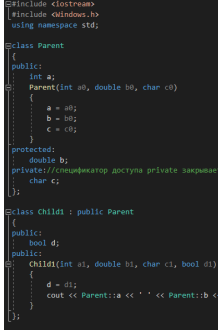 #include <iostream>
#include <Windows.h>
using namespace std;
class Parent
{
public:
int a;
Parent(int a0, double b0, char c0)
{
a = a0;
b = b0;
c = c0;
}
protected:
double b;
private://спецификатор доступа private закрывае
char c;
};
class Child1 : public Parent
{
public:
bool d;
public:
Child1(int a1, double b1, char c1, bool d1)
{
d = d1;
cout << Parent::a << ' ' << Parent::b <
}
};